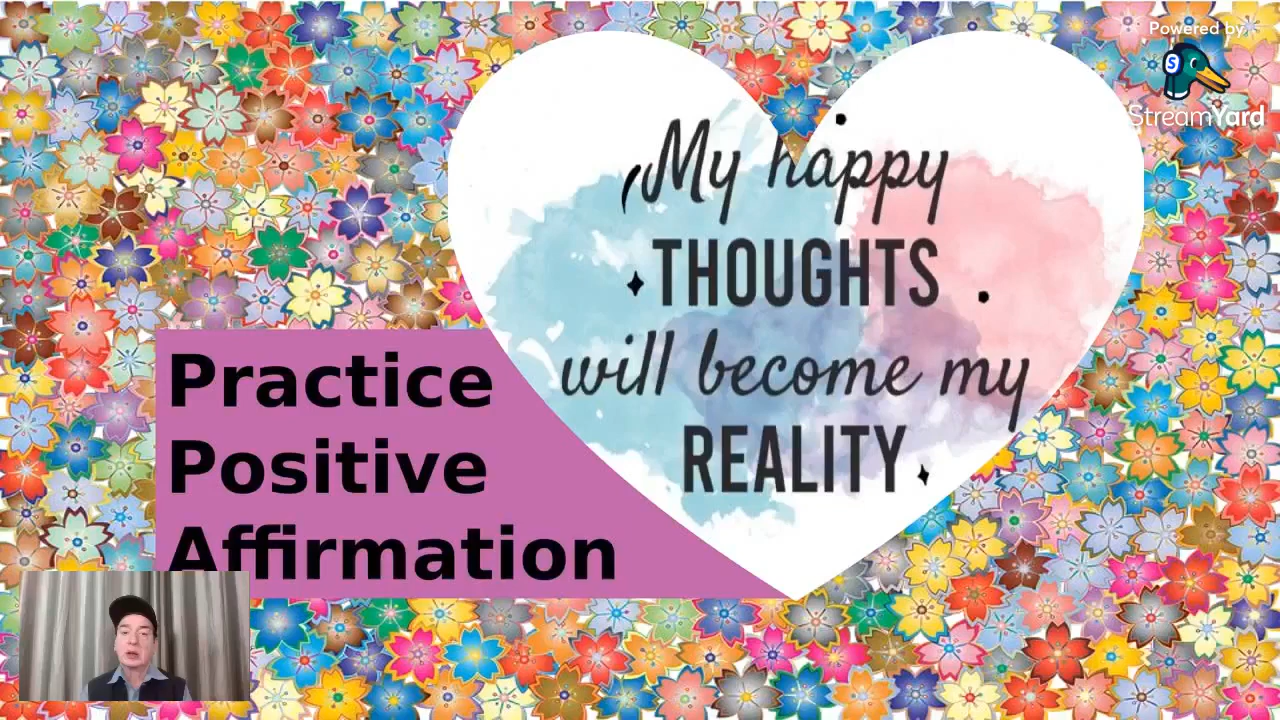 Powered by
S
StreamYard
My happy
THOUGHTS
will become my
REALITY
Practice
Positive
Affirmation